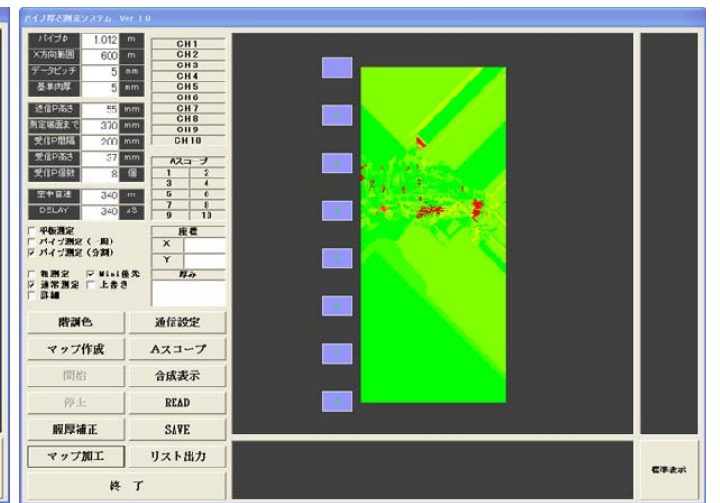 パイプ厚さ測定システム Ver 1.0
パイプφ 1.012 m
X方向範囲 600 m
データピッチ 5 mm
基準肉厚 5 mm
送信P高さ 55 mm
測定端面まで 370 mm
受信P間隔 200 mm
受信P高さ 37 mm
受信P個数 8 個
空中音速 340 m
DELAY 340 uS
平板測定
パイプ測定(一周)
パイプ測定(分割)
粗測定 Mini優先
通常測定 上書き
詳細
CH1
CH2
CH3
CH4
CH5
CH6
CH7
CH8
CH9
CH10
Aスコープ
1 2
3 4
5 6
7 8
9 10
座標
X
Y
厚み
階調色 通信設定
マップ作成 Aスコープ
開始 合成表示
停止 READ
膜厚補正 SAVE
マップ加工 リスト出力
終 了
標準表示